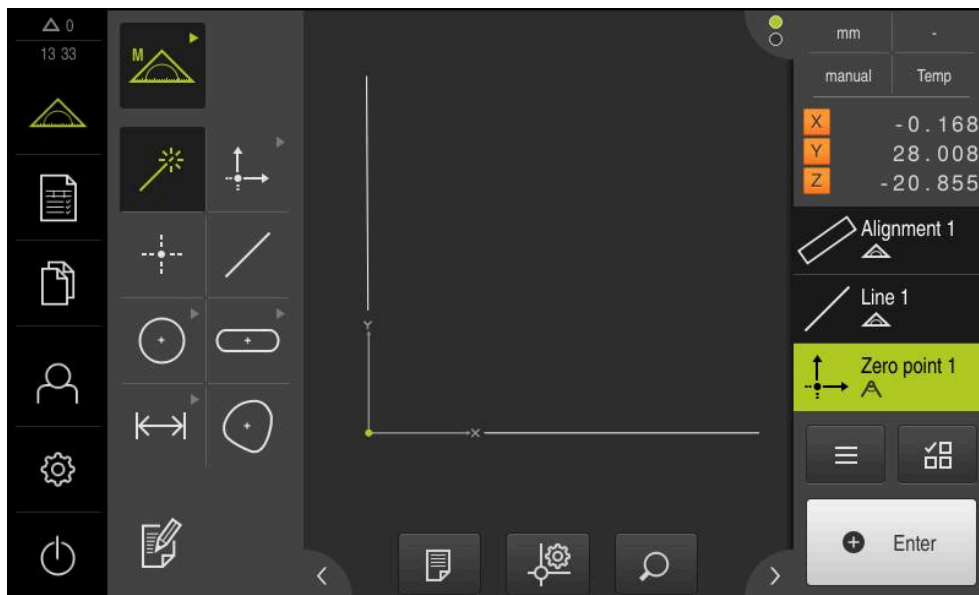 0
13 33
M
mm -
manual Temp
X -0.168
Y 28.008
Z -20.855
Alignment 1
Line 1
Y
Zero point 1
X
Enter